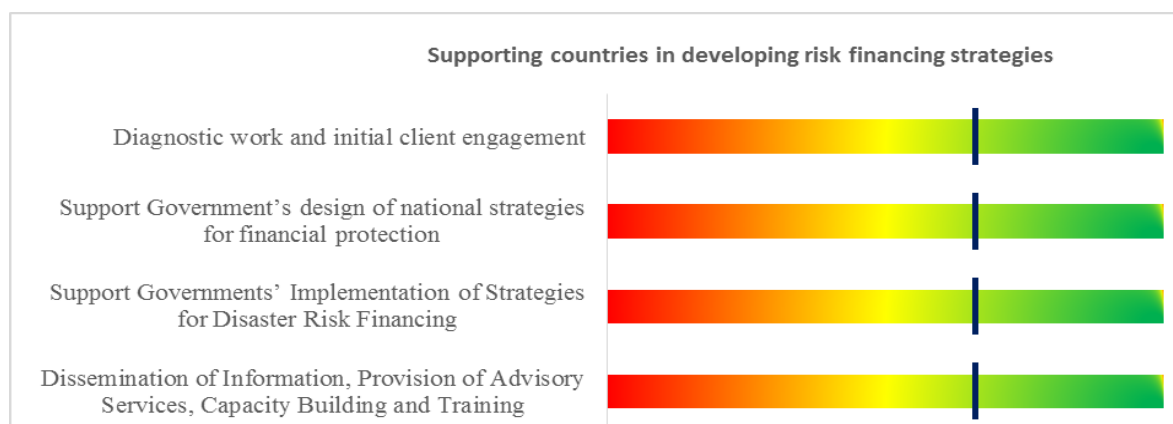 Supporting countries in developing risk financing strategies
Diagnostic work and initial client engagement
Support Government’s design of national strategies
for financial protection
Support Governments’ Implementation of Strategies
for Disaster Risk Financing
Dissemination of Information, Provision of Advisory
Services, Capacity Building and Training